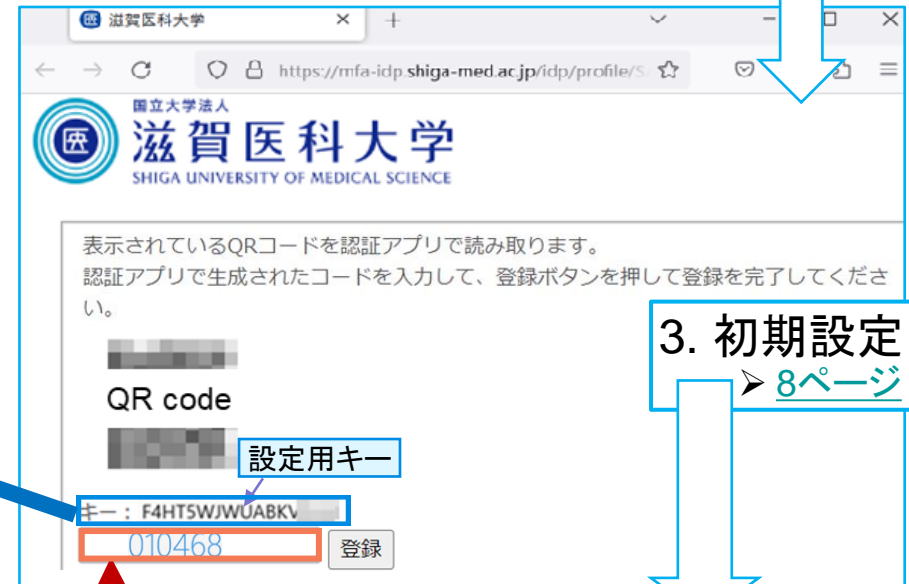 滋賀医科大学
https://mfa-idp.shiga-med.ac.jp/idp/profile/S
国立大学法人
滋賀医科大学
SHIGA UNIVERSITY OF MEDICAL SCIENCE
表示されているQRコードを認証アプリで読み取ります。
認証アプリで生成されたコードを入力して、登録ボタンを押して登録を完了してくださ
い。
3. 初期設定
➢ 8ページ
QR code
設定用キー
キー： F4HT5WJWUABKV
010468
登録